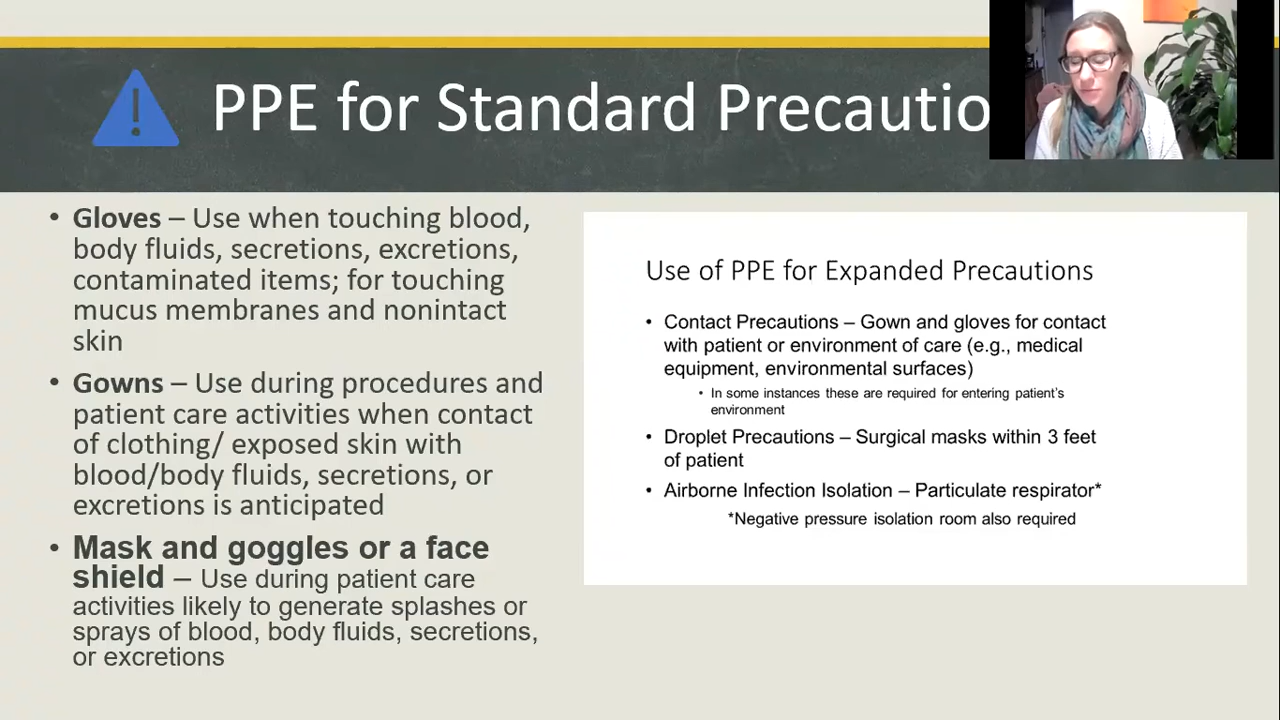 PPE for Standard Precautio
• Gloves – Use when touching blood,
body fluids, secretions, excretions,
contaminated items; for touching
mucus membranes and nonintact
skin
• Gowns – Use during procedures and
patient care activities when contact
of clothing/ exposed skin with
blood/body fluids, secretions, or
excretions is anticipated
• Mask and goggles or a face
shield – Use during patient care
activities likely to generate splashes or
sprays of blood, body fluids, secretions,
or excretions
Use of PPE for Expanded Precautions
• Contact Precautions – Gown and gloves for contact
with patient or environment of care (e.g., medical
equipment, environmental surfaces)
• In some instances these are required for entering patient's
environment
• Droplet Precautions – Surgical masks within 3 feet
of patient
• Airborne Infection Isolation – Particulate respirator*
*Negative pressure isolation room also required